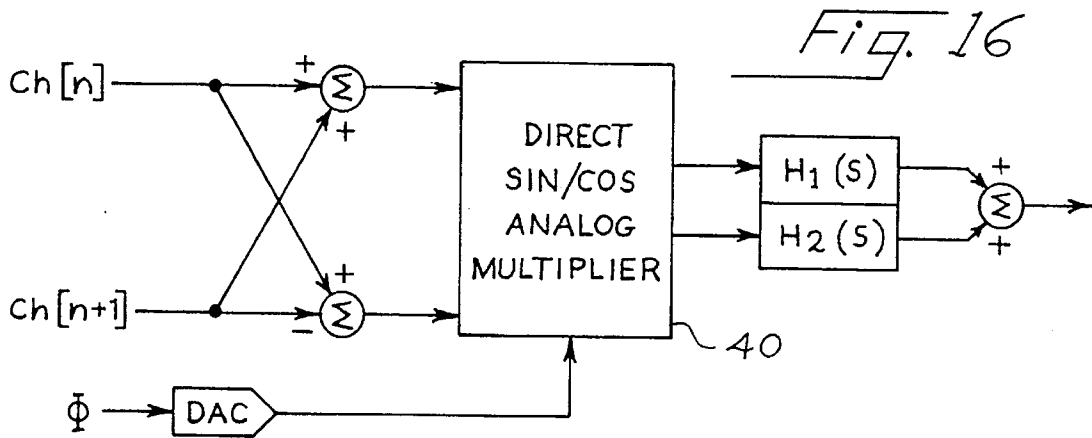 Fig. 16
Ch[n]
+
Σ
+
DIRECT
SIN/COS
ANALOG
MULTIPLIER
H1(S)
H2(S)
+
Σ
+
Ch[n+1]
+
Σ
−
40
Φ
DAC